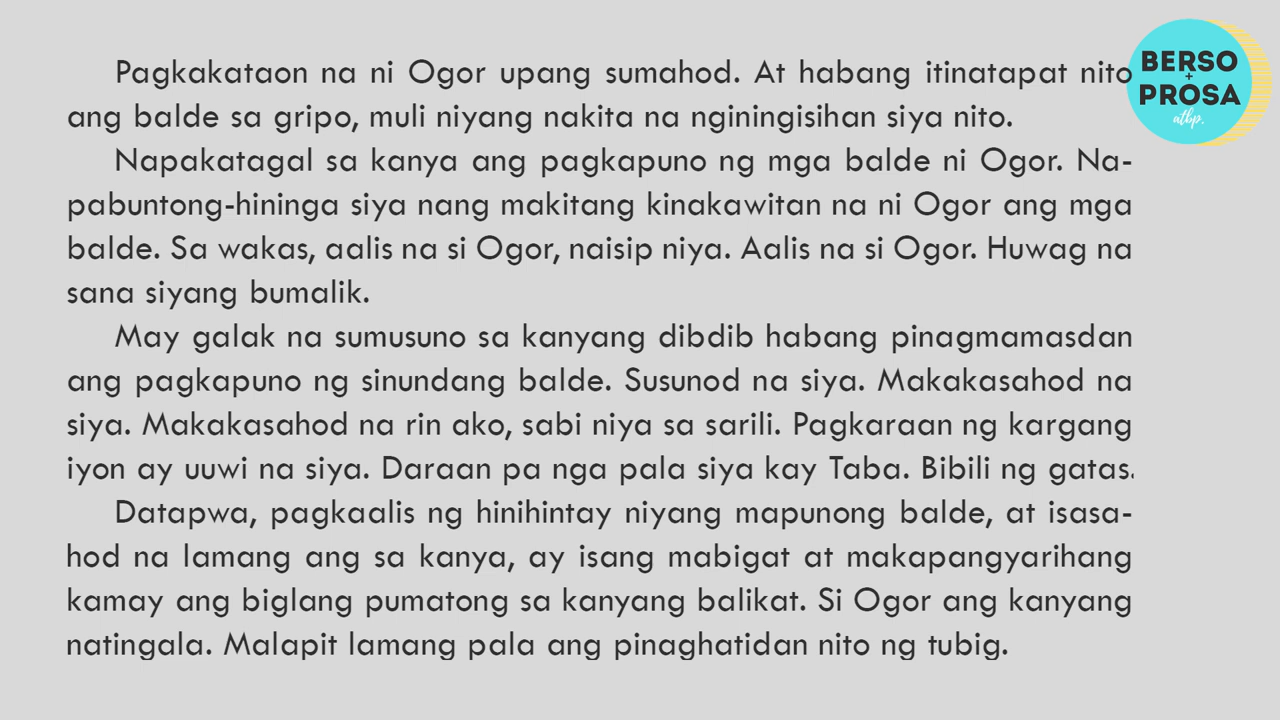 Pagkakataon na ni Ogor upang sumahod. At habang itinatapat nito
ang balde sa gripo, muli niyang nakita na nginingisihan siya nito.
Napakatagal sa kanya ang pagkapuno ng mga balde ni Ogor. Na-
pabuntong-hininga siya nang makitang kinakawitan na ni Ogor ang mga
balde. Sa wakas, aalis na si Ogor, naisip niya. Aalis na si Ogor. Huwag na
sana siyang bumalik.
May galak na sumusuno sa kanyang dibdib habang pinagmamasdan
ang pagkapuno ng sinundang balde. Susunod na siya. Makakasahod na
siya. Makakasahod na rin ako, sabi niya sa sarili. Pagkaraan ng kargang
iyon ay uuwi na siya. Daraan pa nga pala siya kay Taba. Bibili ng gatas.
Datapwa, pagkaalis ng hinihintay niyang mapunong balde, at isasa-
hod na lamang ang sa kanya, ay isang mabigat at makapangyarihang
kamay ang biglang pumatong sa kanyang balikat. Si Ogor ang kanyang
natingala. Malapit lamang pala ang pinaghatidan nito ng tubig.
BERSO
+
PROSA
atbp.